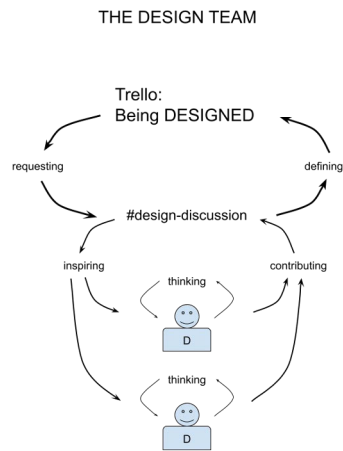 THE DESIGN TEAM
Trello:
Being DESIGNED
requesting
defining
#design-discussion
inspiring
contributing
thinking
D
thinking
D